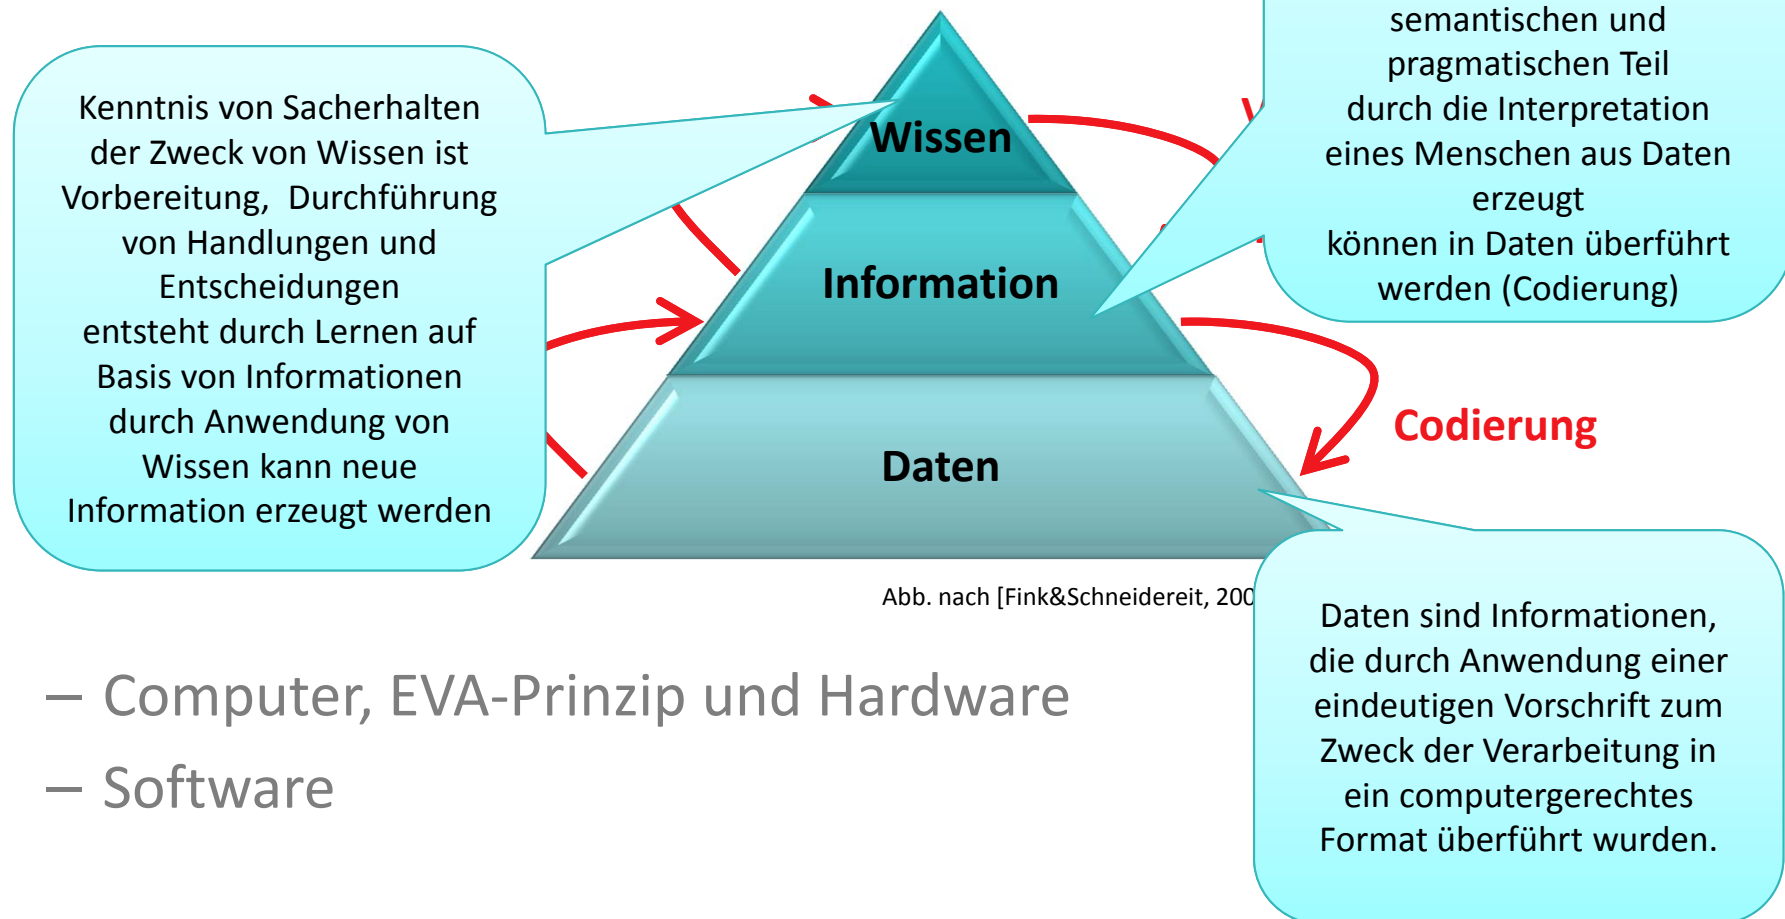 Kenntnis von Sacherhalten
der Zweck von Wissen ist
Vorbereitung, Durchführung
von Handlungen und
Entscheidungen
entsteht durch Lernen auf
Basis von Informationen
durch Anwendung von
Wissen kann neue
Information erzeugt werden
Wissen
Information
Daten
semantischen und
pragmatischen Teil
durch die Interpretation
eines Menschen aus Daten
erzeugt
können in Daten überführt
werden (Codierung)
Codierung
Abb. nach [Fink&Schneidereit, 200
Daten sind Informationen,
die durch Anwendung einer
eindeutigen Vorschrift zum
Zweck der Verarbeitung in
ein computergerechtes
Format überführt wurden.
– Computer, EVA-Prinzip und Hardware
– Software